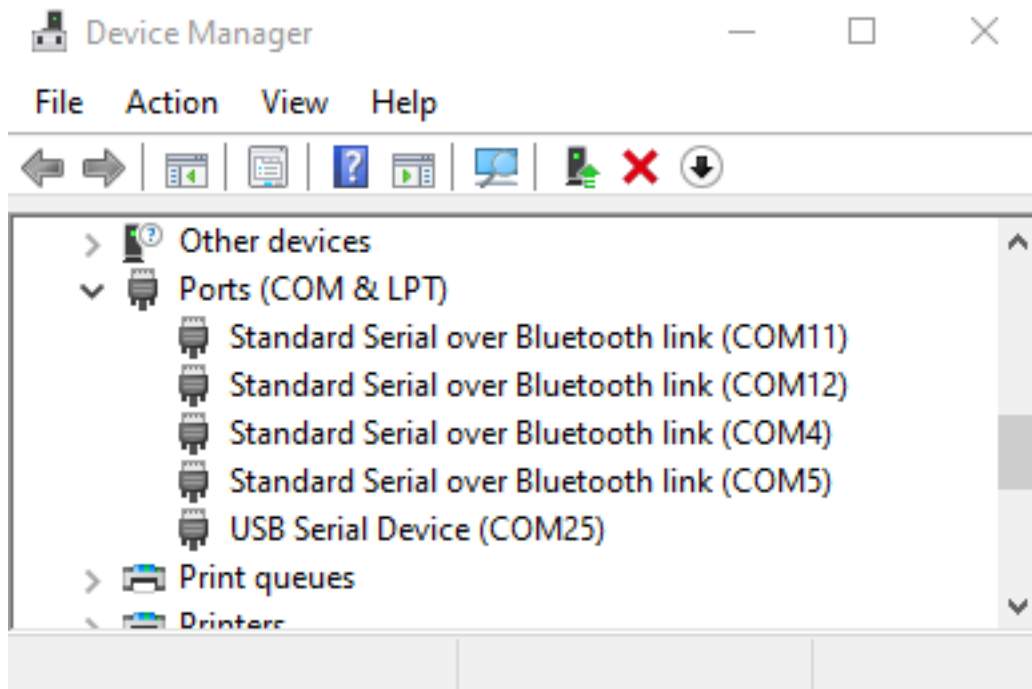 Device Manager
File Action View Help
Other devices
Ports (COM & LPT)
Standard Serial over Bluetooth link (COM11)
Standard Serial over Bluetooth link (COM12)
Standard Serial over Bluetooth link (COM4)
Standard Serial over Bluetooth link (COM5)
USB Serial Device (COM25)
Print queues
Printers